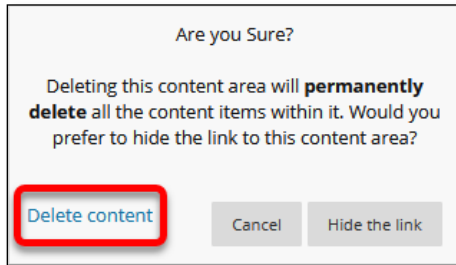 Are you Sure?
Deleting this content area will permanently
delete all the content items within it. Would you
prefer to hide the link to this content area?
Delete content
Cancel
Hide the link